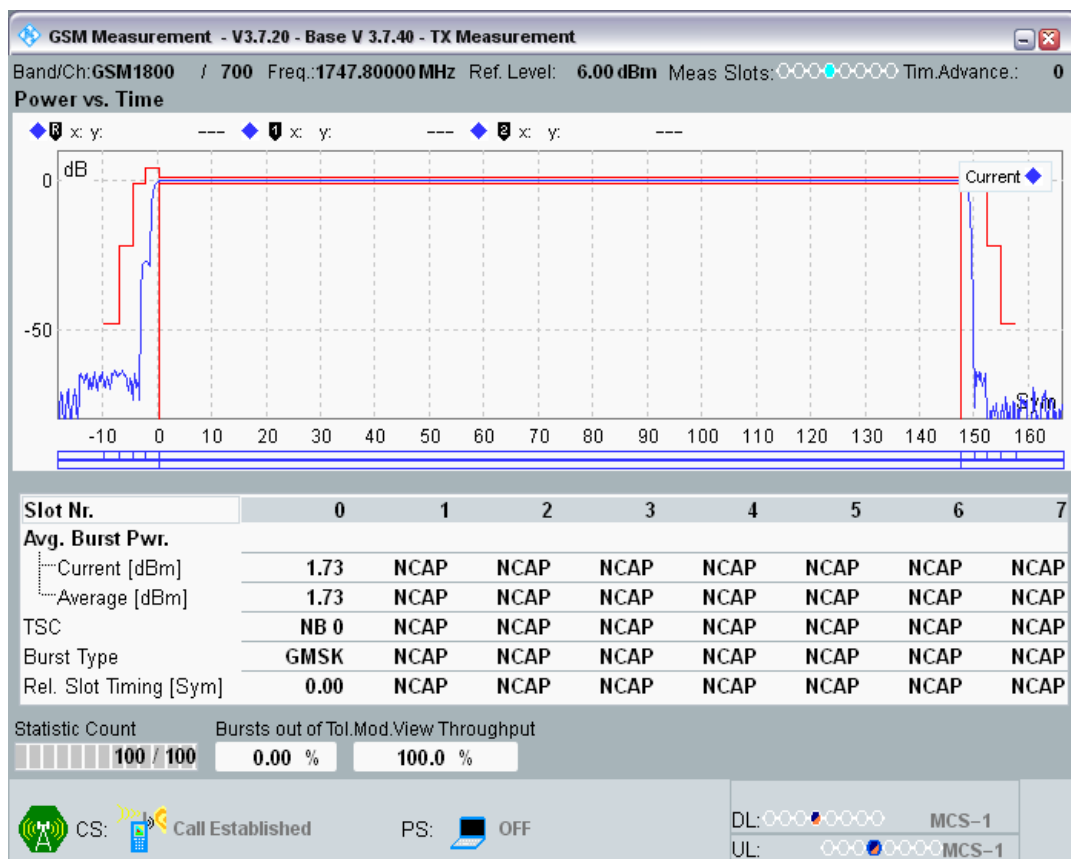 GSM Measurement - V3.7.20 - Base V 3.7.40 - TX Measurement
Band/Ch:GSM1800 / 700 Freq.:1747.80000 MHz Ref. Level: 6.00 dBm Meas Slots: Tim.Advance.: 0
Power vs. Time
R x: y: --- 1 x: y: --- 2 x: y: ---
dB
Current
0
-50
Sym
-10 0 10 20 30 40 50 60 70 80 90 100 110 120 130 140 150 160
Slot Nr. 0 1 2 3 4 5 6 7
Avg. Burst Pwr.
Current [dBm] 1.73 NCAP NCAP NCAP NCAP NCAP NCAP NCAP
Average [dBm] 1.73 NCAP NCAP NCAP NCAP NCAP NCAP NCAP
TSC NB 0 NCAP NCAP NCAP NCAP NCAP NCAP NCAP
Burst Type GMSK NCAP NCAP NCAP NCAP NCAP NCAP NCAP
Rel. Slot Timing [Sym] 0.00 NCAP NCAP NCAP NCAP NCAP NCAP NCAP
Statistic Count Bursts out of Tol. Mod.View Throughput
100 / 100 0.00 % 100.0 %
CS: Call Established PS: OFF
DL: MCS-1
UL: MCS-1